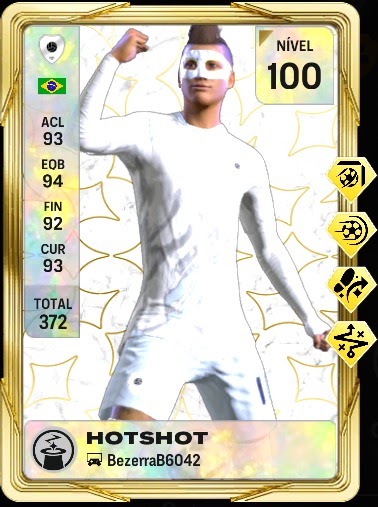 NÍVEL
100
ACL
93
EQB
94
FIN
92
CUR
93
TOTAL
372
HOTSHOT
BezerraB6042